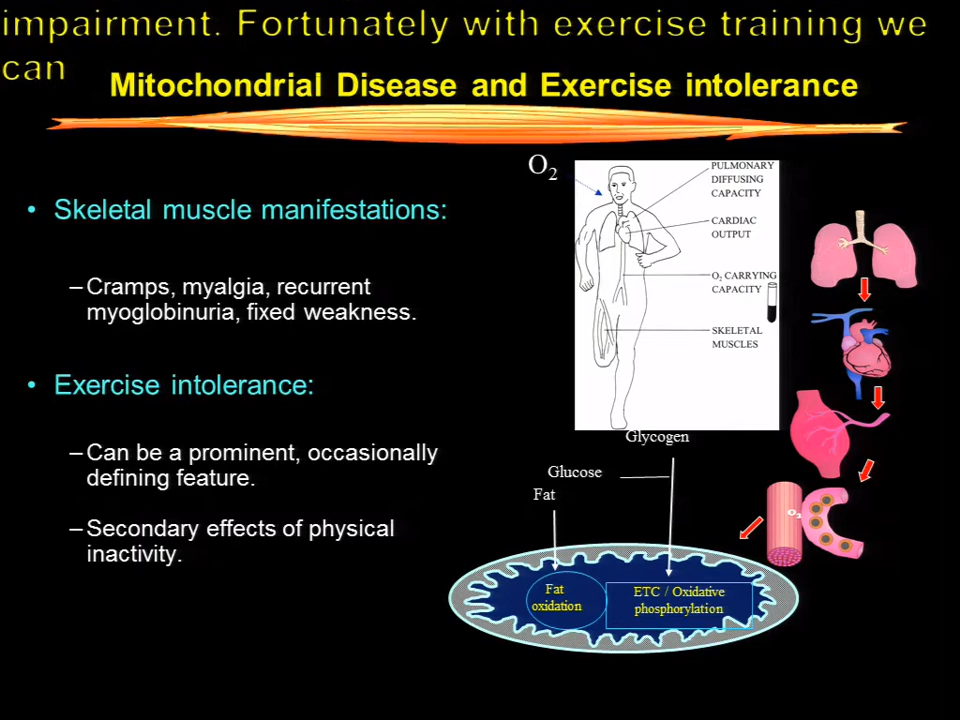 impairment. Fortunately with exercise training we
can
Mitochondrial Disease and Exercise intolerance
• Skeletal muscle manifestations:
– Cramps, myalgia, recurrent
myoglobinuria, fixed weakness.
• Exercise intolerance:
– Can be a prominent, occasionally
defining feature.
– Secondary effects of physical
inactivity.
O2
PULMONARY
DIFFUSING
CAPACITY
CARDIAC
OUTPUT
O2 CARRYING
CAPACITY
SKELETAL
MUSCLES
Glycogen
Glucose
Fat
O2
Fat
oxidation
ETC / Oxidative
phosphorylation